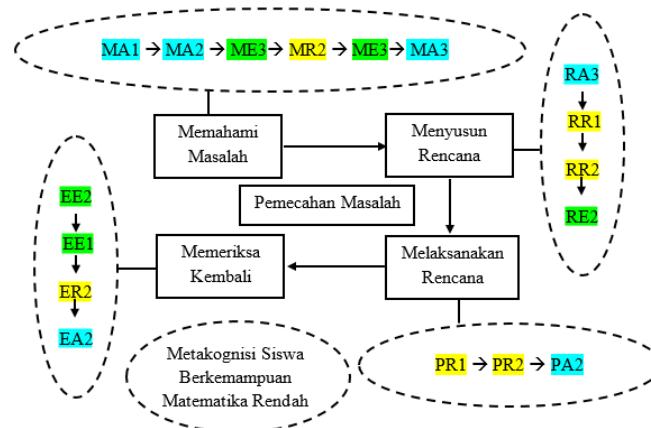 MA1 → MA2 → ME3 → MR2 → ME3 → MA3
Memahami
Masalah
Menyusun
Rencana
RA3
RR1
RR2
RE2
Pemecahan Masalah
EE2
EE1
ER2
EA2
Memeriksa
Kembali
Melaksanakan
Rencana
Metakognisi Siswa
Berkemampuan
Matematika Rendah
PR1 → PR2 → PA2